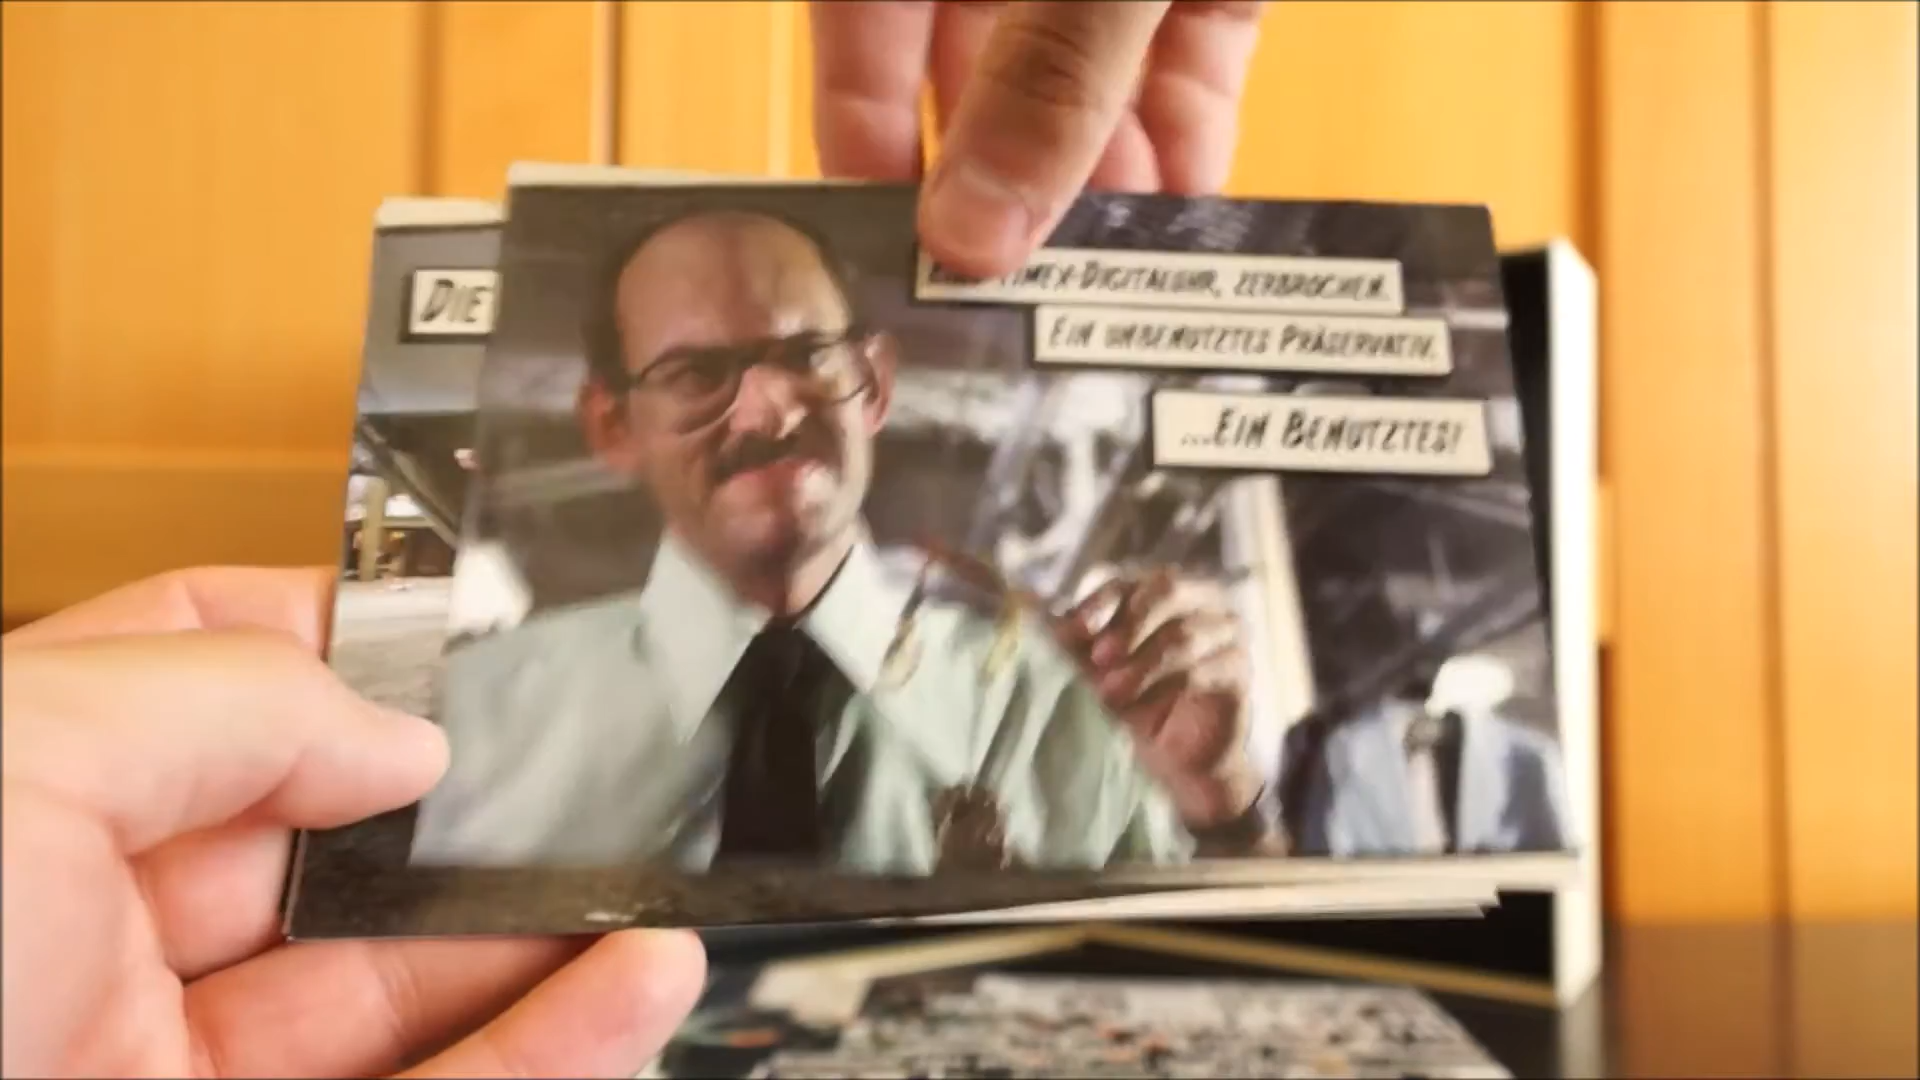 Die
Timex-Digitaluhr, zerbrochen.
Ein unbenutztes Präservativ.
...Ein Benutztes!